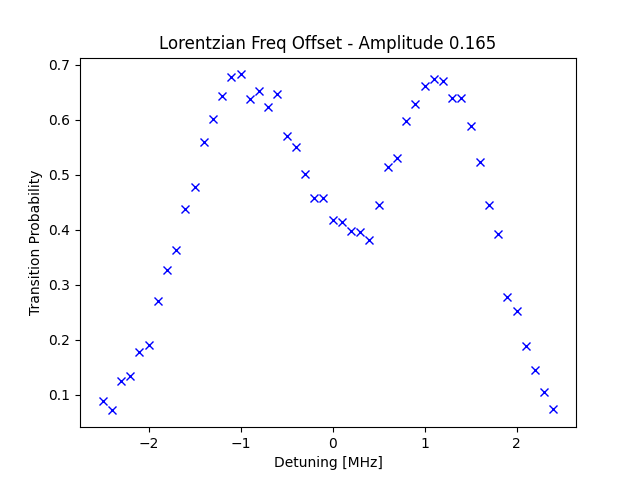 Lorentzian Freq Offset - Amplitude 0.165
0.7
0.6
0.5
0.4
0.3
0.2
0.1
Transition Probability
−2 −1 0 1 2
Detuning [MHz]